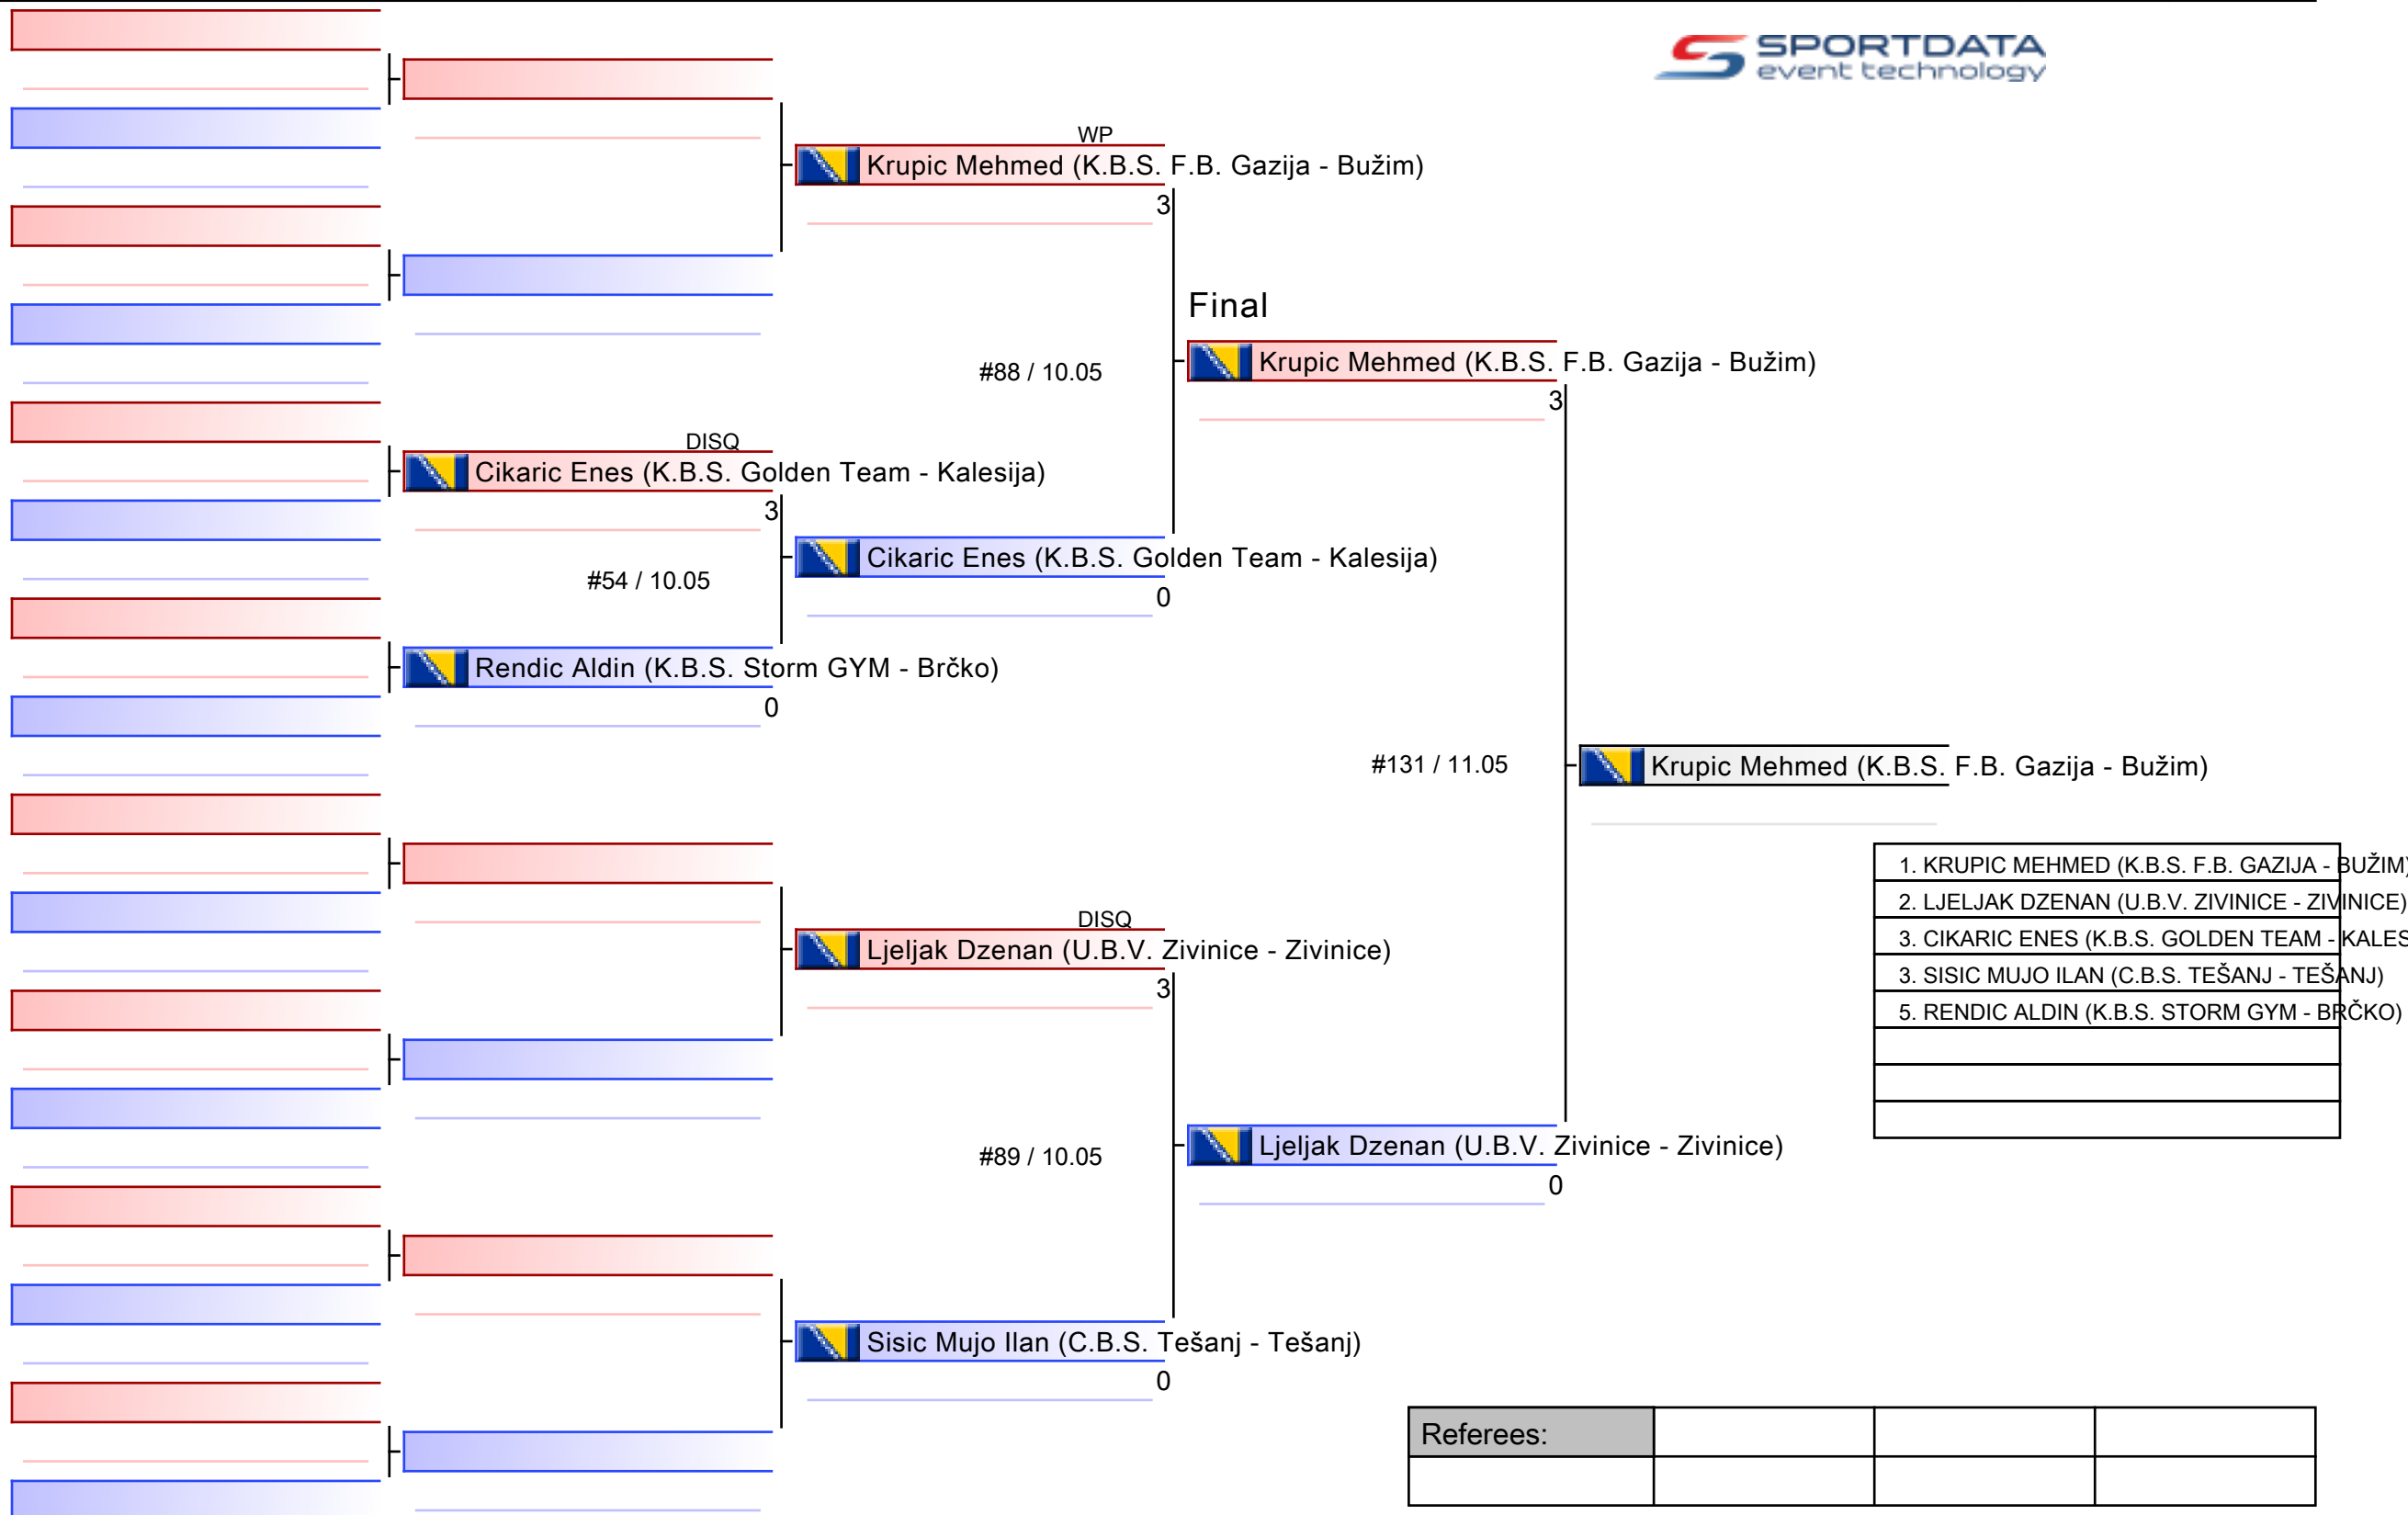 SPORTDATA
event technology
WP
Krupic Mehmed (K.B.S. F.B. Gazija - Bužim)
3
Final
#88 / 10.05
Krupic Mehmed (K.B.S. F.B. Gazija - Bužim)
3
DISQ
Cikaric Enes (K.B.S. Golden Team - Kalesija)
3
Cikaric Enes (K.B.S. Golden Team - Kalesija)
#54 / 10.05
0
Rendic Aldin (K.B.S. Storm GYM - Brčko)
0
#131 / 11.05
Krupic Mehmed (K.B.S. F.B. Gazija - Bužim)
1. KRUPIC MEHMED (K.B.S. F.B. GAZIJA - BUŽIM)
2. LJELJAK DZENAN (U.B.V. ZIVINICE - ZIVINICE)
3. CIKARIC ENES (K.B.S. GOLDEN TEAM - KALES
3. SISIC MUJO ILAN (C.B.S. TEŠANJ - TEŠANJ)
5. RENDIC ALDIN (K.B.S. STORM GYM - BRČKO)
DISQ
Ljeljak Dzenan (U.B.V. Zivinice - Zivinice)
3
#89 / 10.05
Ljeljak Dzenan (U.B.V. Zivinice - Zivinice)
0
Sisic Mujo Ilan (C.B.S. Tešanj - Tešanj)
0
Referees: